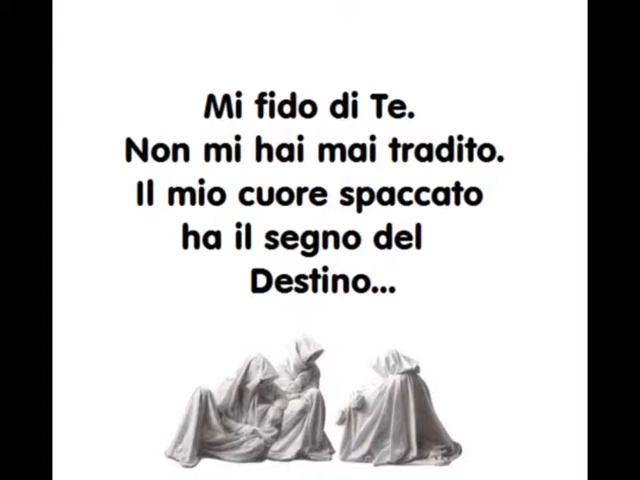 Mi fido di Te.
Non mi hai mai tradito.
Il mio cuore spaccato
ha il segno del
Destino...